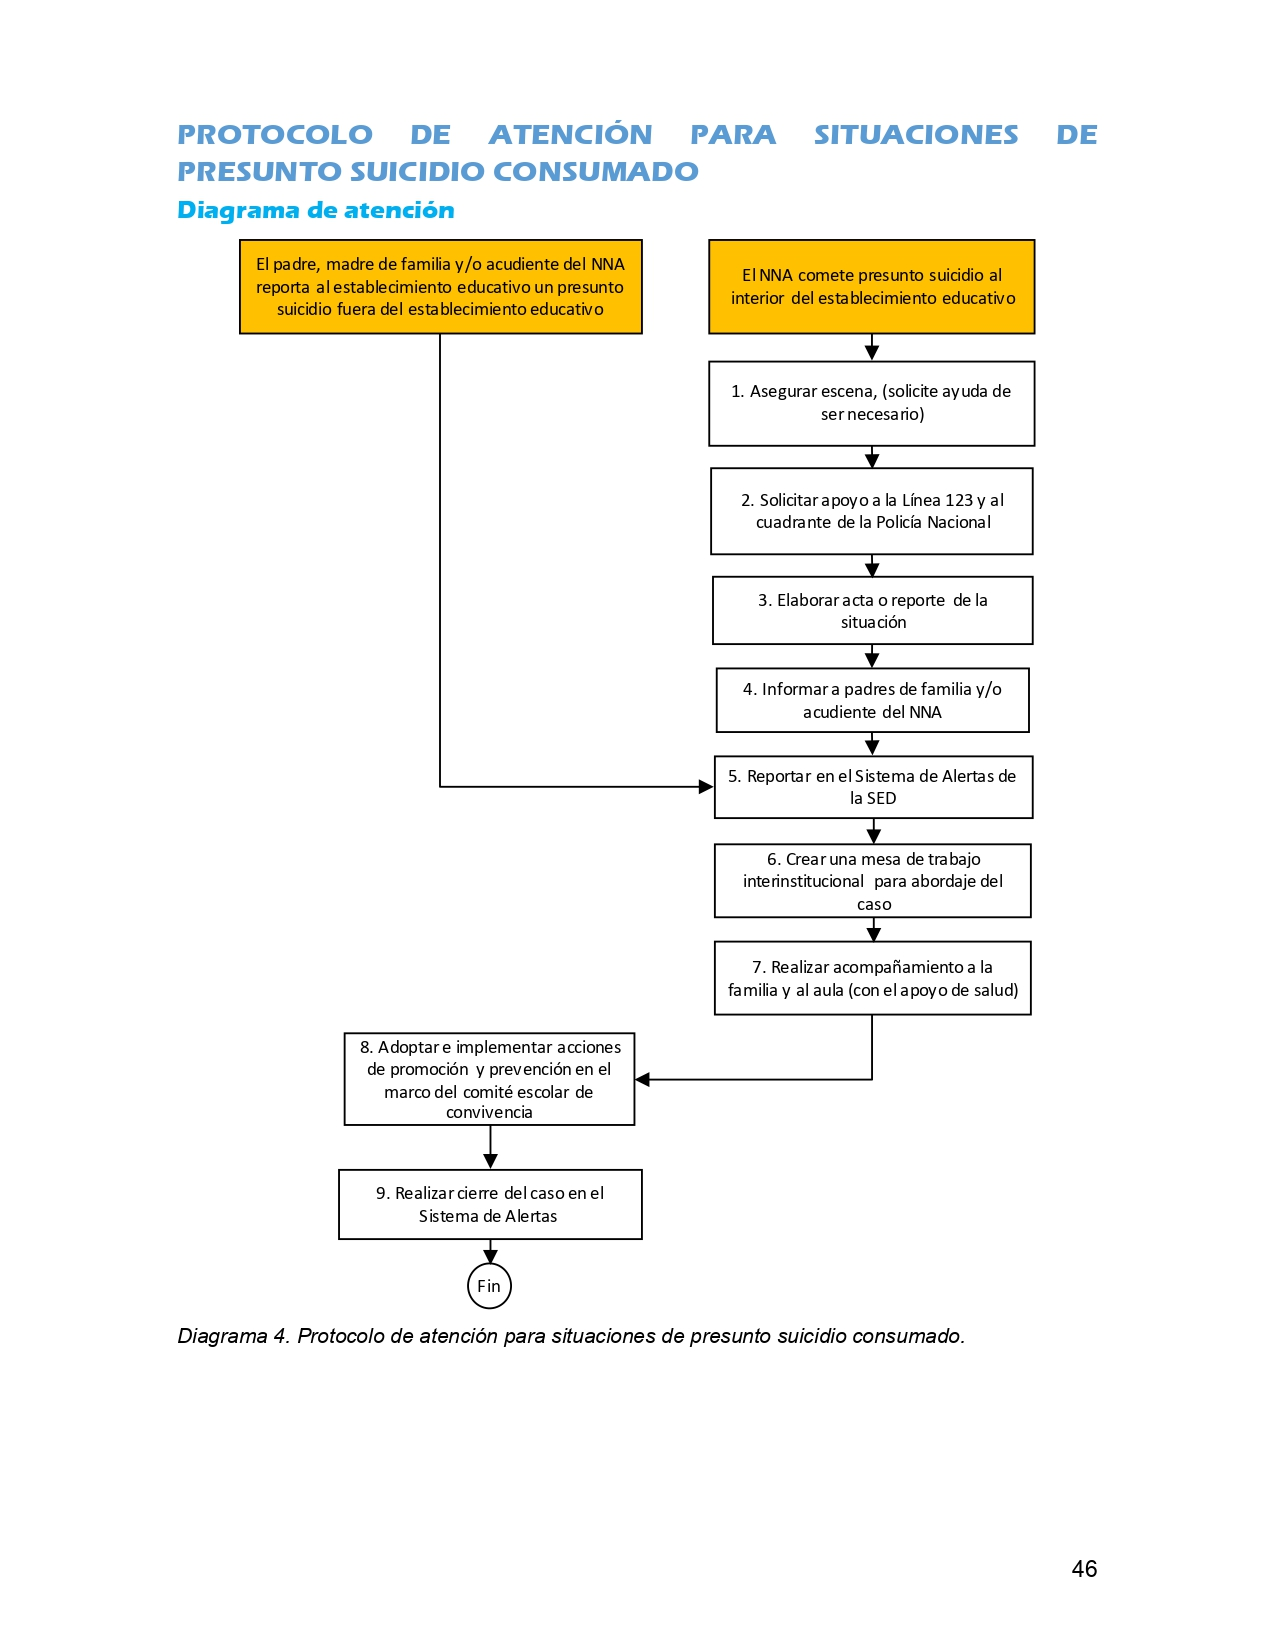 PROTOCOLO DE ATENCIÓN PARA SITUACIONES DE
PRESUNTO SUICIDIO CONSUMADO
Diagrama de atención
El padre, madre de familia y/o acudiente del NNA
reporta al establecimiento educativo un presunto
suicidio fuera del establecimiento educativo
El NNA comete presunto suicidio al
interior del establecimiento educativo
1. Asegurar escena, (solicite ayuda de
ser necesario)
2. Solicitar apoyo a la Línea 123 y al
cuadrante de la Policía Nacional
3. Elaborar acta o reporte de la
situación
4. Informar a padres de familia y/o
acudiente del NNA
5. Reportar en el Sistema de Alertas de
la SED
6. Crear una mesa de trabajo
interinstitucional para abordaje del
caso
7. Realizar acompañamiento a la
familia y al aula (con el apoyo de salud)
8. Adoptar e implementar acciones
de promoción y prevención en el
marco del comité escolar de
convivencia
9. Realizar cierre del caso en el
Sistema de Alertas
Fin
Diagrama 4. Protocolo de atención para situaciones de presunto suicidio consumado.
46